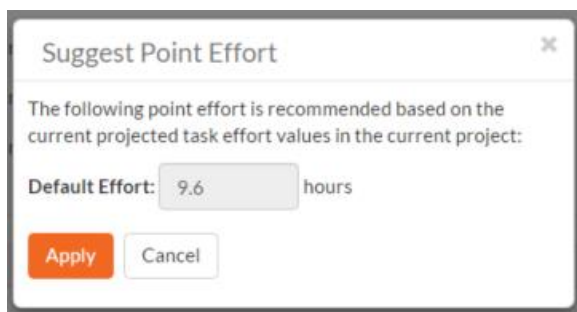 Suggest Point Effort
The following point effort is recommended based on the
current projected task effort values in the current project:
Default Effort: 9.6 hours
Apply Cancel